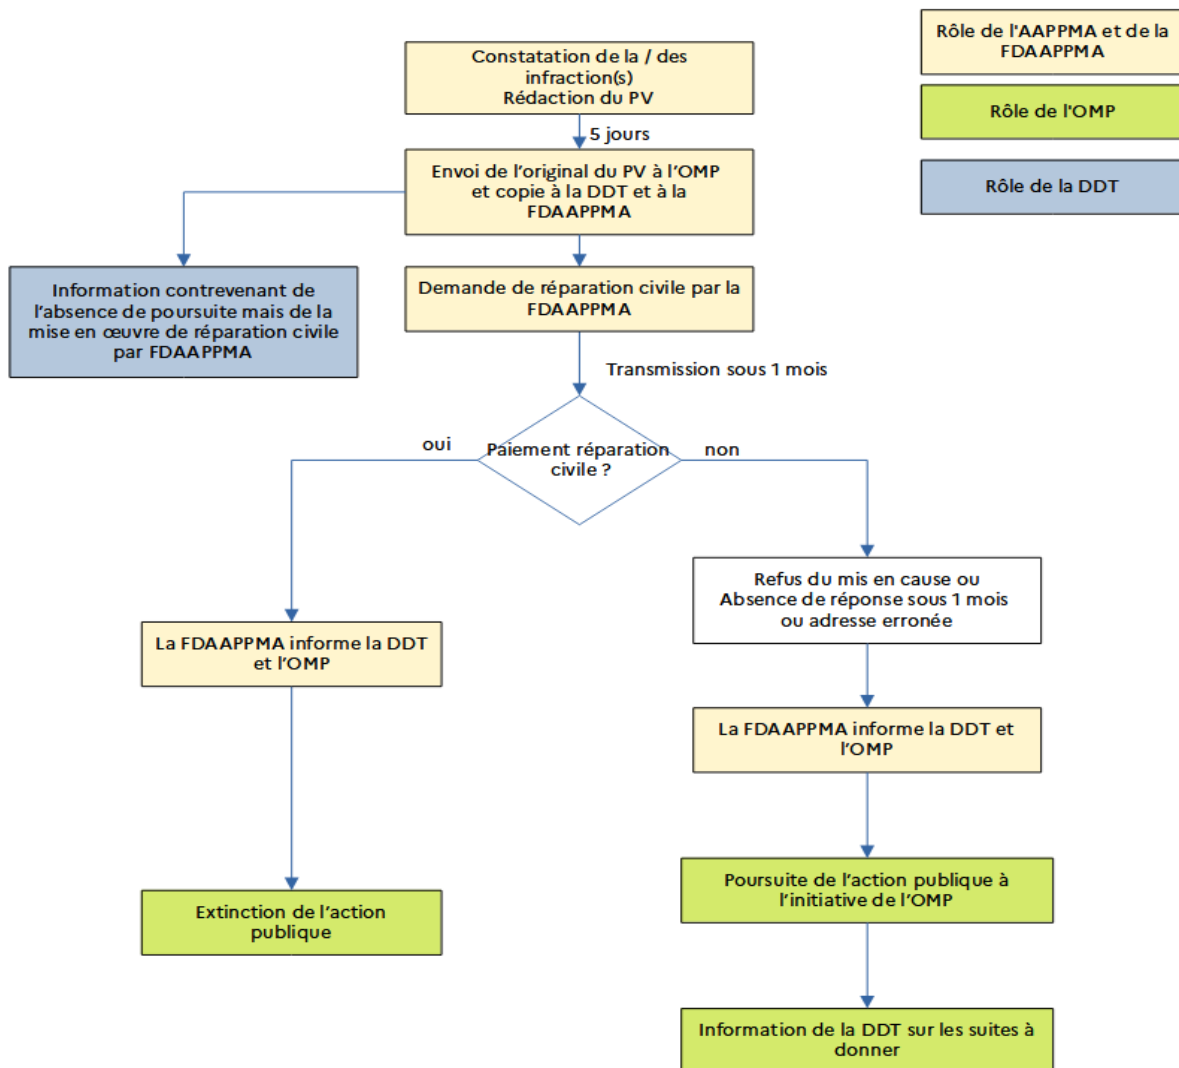 Rôle de l'AAPPMA et de la
FDAAPPMA
Rôle de l'OMP
Rôle de la DDT
Constatation de la / des
infraction(s)
Rédaction du PV
5 jours
Envoi de l’original du PV à l’OMP
et copie à la DDT et à la
FDAAPPMA
Information contrevenant de
l’absence de poursuite mais de la
mise en œuvre de réparation civile
par FDAAPPMA
Demande de réparation civile par la
FDAAPPMA
Transmission sous 1 mois
oui
Paiement réparation
civile ?
non
Refus du mis en cause ou
Absence de réponse sous 1 mois
ou adresse erronée
La FDAAPPMA informe la DDT
et l’OMP
La FDAAPPMA informe la DDT et
l’OMP
Extinction de l’action
publique
Poursuite de l’action publique à
l’initiative de l’OMP
Information de la DDT sur les suites à
donner